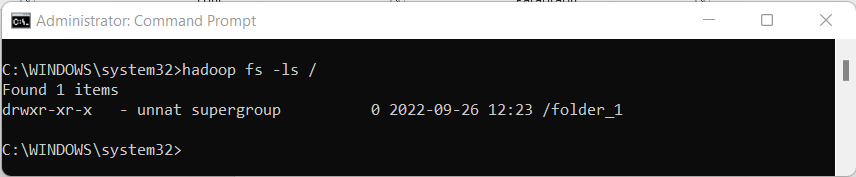 Administrator: Command Prompt
C:\WINDOWS\system32>hadoop fs -ls /
Found 1 items
drwxr-xr-x   - unnat supergroup          0 2022-09-26 12:23 /folder_1
C:\WINDOWS\system32>